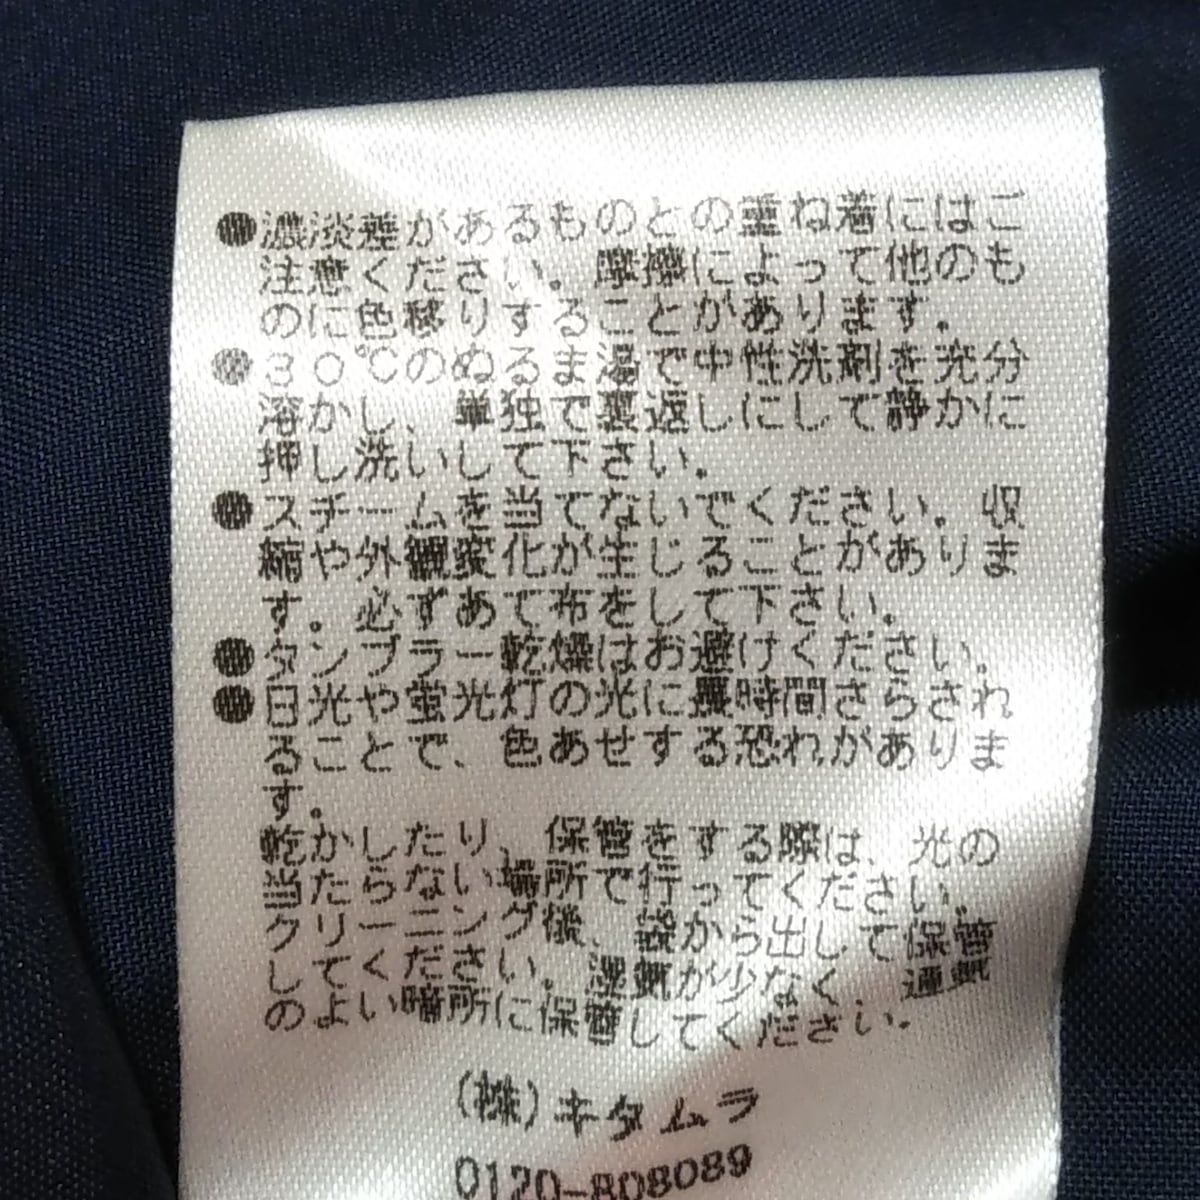 ●濃淡差があるものとの重ね着にはご
注意ください。摩擦によって他のも
のに色移りすることがあります。
●30℃のぬるま湯で中性洗剤を充分
溶かし、単独で裏返しにして静かに
押し洗いして下さい。
●スチームを当てないでください。収
縮や外観変化が生じることがありま
す。必ずあて布をして下さい。
●タンブラー乾燥はお避けください。
●日光や蛍光灯の光に長時間さらされ
ることで、色あせする恐れがありま
す。
乾かしたり、保管をする際は、光の
当たらない場所で行ってください。
クリーニング後、袋から出して保管
してください。湿気が少なく、通気
のよい暗所に保管してください。
(株)キタムラ
0120-808089